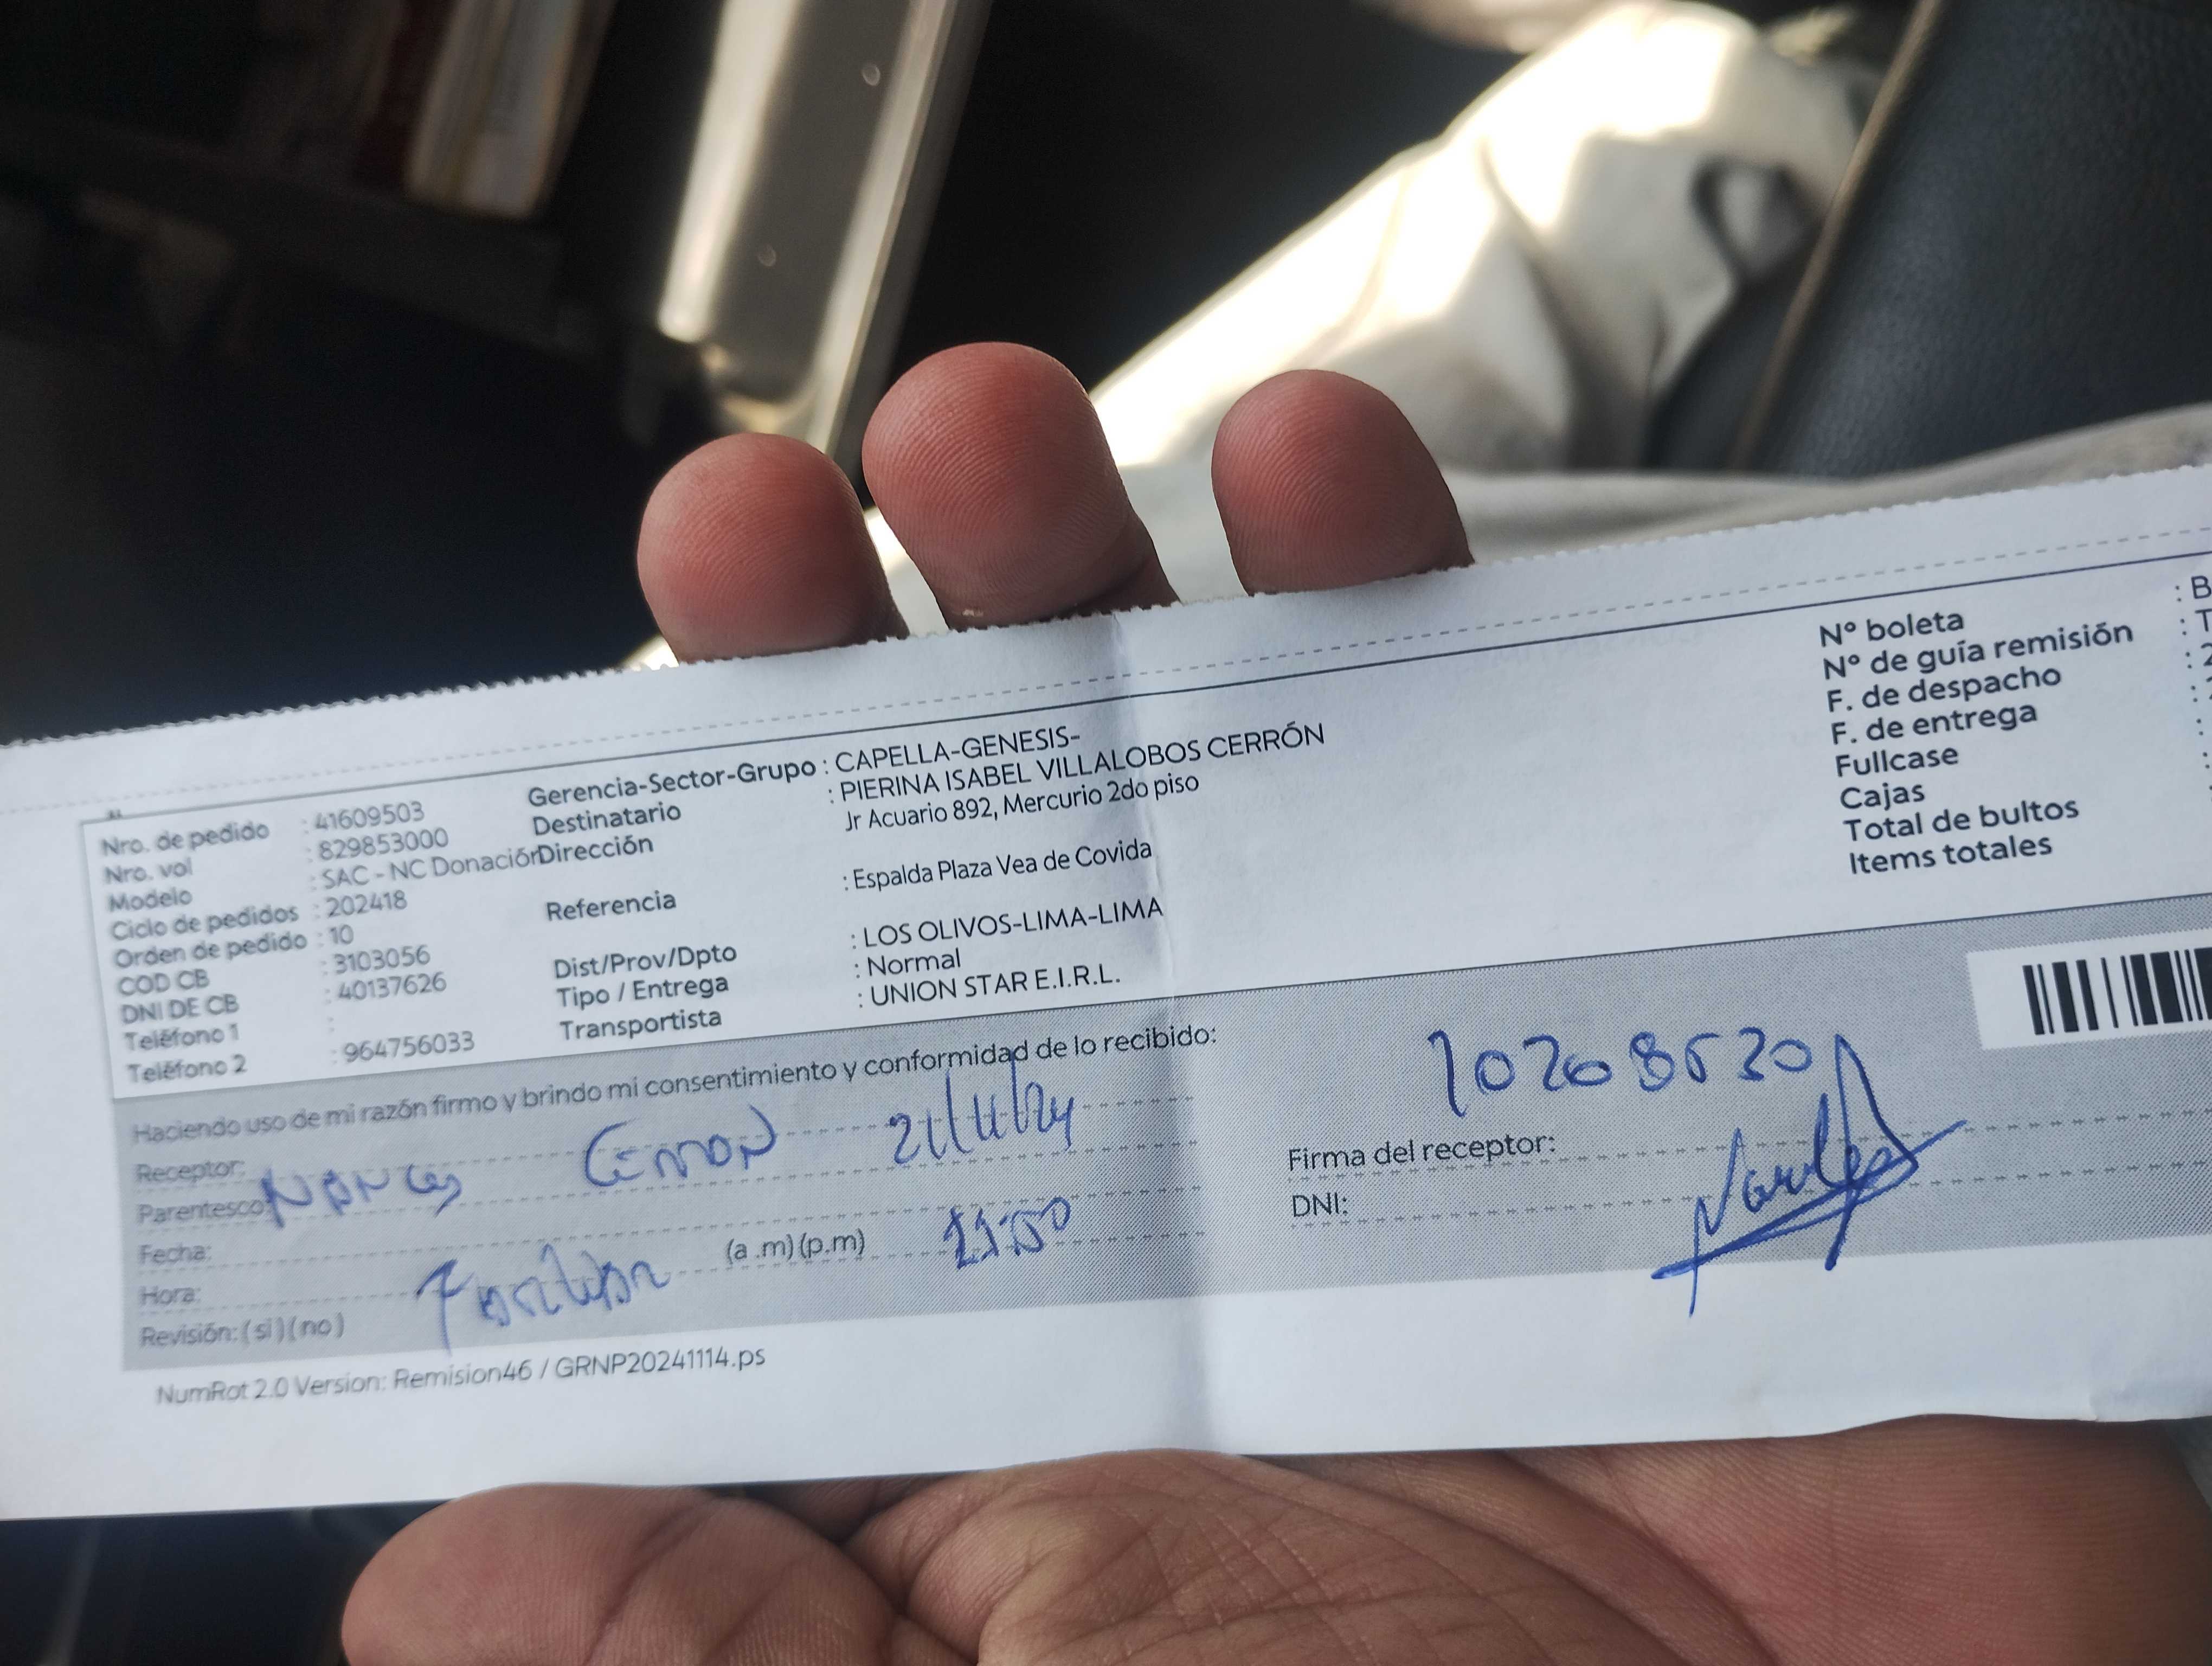 Nro. de pedido : 41609503
Nro. vol : 829853000
Modelo : SAC - NC Donación
Ciclo de pedidos : 202418
Orden de pedido : 10
COD CB : 3103056
DNI DE CB : 40137626
Teléfono 1 :
Teléfono 2 : 964756033
Gerencia-Sector-Grupo : CAPELLA-GENESIS-
Destinatario : PIERINA ISABEL VILLALOBOS CERRÓN
Dirección Jr Acuario 892, Mercurio 2do piso
Referencia : Espalda Plaza Vea de Covida
Dist/Prov/Dpto : LOS OLIVOS-LIMA-LIMA
Tipo / Entrega : Normal
Transportista : UNION STAR E.I.R.L.
N° boleta : B
N° de guía remisión : T
F. de despacho : 2
F. de entrega :
Fullcase :
Cajas :
Total de bultos
Items totales
Haciendo uso de mi razón firmo y brindo mi consentimiento y conformidad de lo recibido:
Receptor:
Parentesco:
Fecha:
Hora: (a .m) (p.m)
Revisión: ( si ) ( no )
Firma del receptor:
DNI:
NumRot 2.0 Version: Remision46 / GRNP20241114.ps